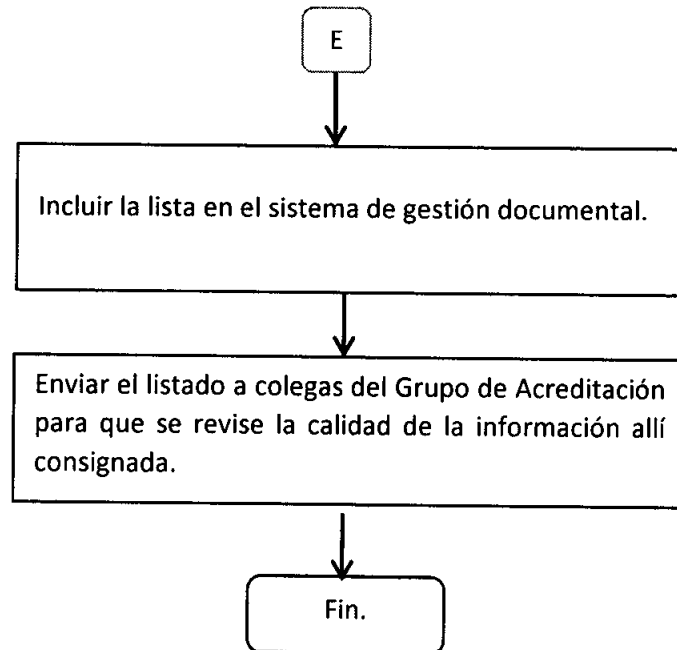 E
Incluir la lista en el sistema de gestión documental.
Enviar el listado a colegas del Grupo de Acreditación
para que se revise la calidad de la información allí
consignada.
Fin.